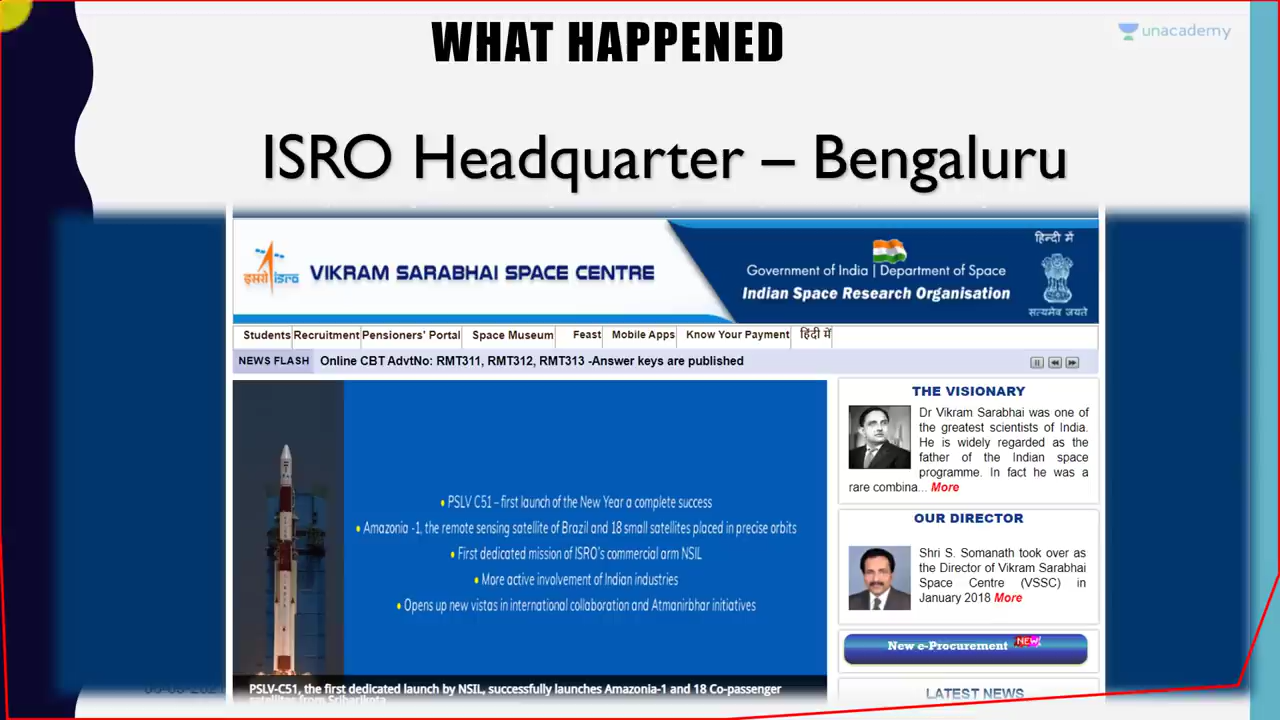 WHAT HAPPENED
unacademy
ISRO Headquarter – Bengaluru
इसरो isro
VIKRAM SARABHAI SPACE CENTRE
हिन्दी में
Government of India | Department of Space
Indian Space Research Organisation
सत्यमेव जयते
Students Recruitment Pensioners' Portal Space Museum Feast Mobile Apps Know Your Payment हिंदी में
NEWS FLASH Online CBT AdvtNo: RMT311, RMT312, RMT313 -Answer keys are published
• PSLV C51 – first launch of the New Year a complete success
• Amazonia -1, the remote sensing satellite of Brazil and 18 small satellites placed in precise orbits
• First dedicated mission of ISRO's commercial arm NSIL
• More active involvement of Indian industries
• Opens up new vistas in international collaboration and Atmanirbhar initiatives
PSLV-C51, the first dedicated launch by NSIL, successfully launches Amazonia-1 and 18 Co-passenger
satellites from Sriharikota
THE VISIONARY
Dr Vikram Sarabhai was one of
the greatest scientists of India.
He is widely regarded as the
father of the Indian space
programme. In fact he was a
rare combina... More
OUR DIRECTOR
Shri S. Somanath took over as
the Director of Vikram Sarabhai
Space Centre (VSSC) in
January 2018 More
New e-Procurement NEW!
LATEST NEWS